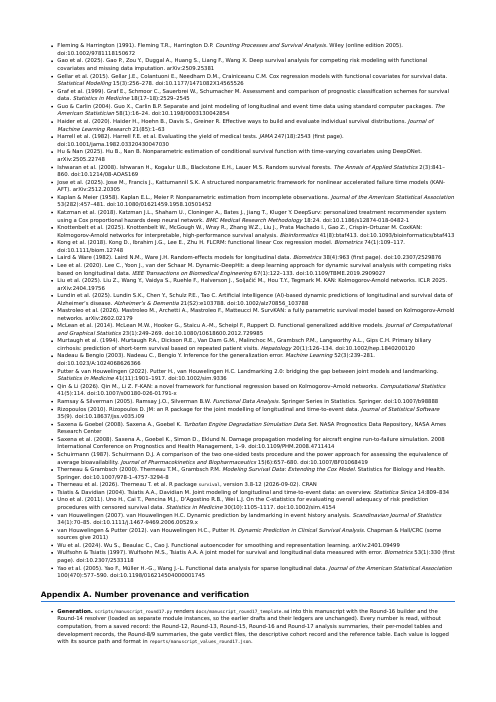 • Fleming & Harrington (1991). Fleming T.R., Harrington D.P. Counting Processes and Survival Analysis. Wiley (online edition 2005).
doi:10.1002/9781118150672
• Gao et al. (2025). Gao P., Zou Y., Duggal A., Huang S., Liang F., Wang X. Deep survival analysis for competing risk modeling with functional
covariates and missing data imputation. arXiv:2509.25381
• Gellar et al. (2015). Gellar J.E., Colantuoni E., Needham D.M., Crainiceanu C.M. Cox regression models with functional covariates for survival data.
Statistical Modelling 15(3):256–278. doi:10.1177/1471082X14565526
• Graf et al. (1999). Graf E., Schmoor C., Sauerbrei W., Schumacher M. Assessment and comparison of prognostic classification schemes for survival
data. Statistics in Medicine 18(17–18):2529–2545
• Guo & Carlin (2004). Guo X., Carlin B.P. Separate and joint modeling of longitudinal and event time data using standard computer packages. The
American Statistician 58(1):16–24. doi:10.1198/0003130042854
• Haider et al. (2020). Haider H., Hoehn B., Davis S., Greiner R. Effective ways to build and evaluate individual survival distributions. Journal of
Machine Learning Research 21(85):1–63
• Harrell et al. (1982). Harrell F.E. et al. Evaluating the yield of medical tests. JAMA 247(18):2543 (first page).
doi:10.1001/jama.1982.03320430047030
• Hu & Nan (2025). Hu B., Nan B. Nonparametric estimation of conditional survival function with time-varying covariates using DeepONet.
arXiv:2505.22748
• Ishwaran et al. (2008). Ishwaran H., Kogalur U.B., Blackstone E.H., Lauer M.S. Random survival forests. The Annals of Applied Statistics 2(3):841–
860. doi:10.1214/08-AOAS169
• Jose et al. (2025). Jose M., Francis J., Kattumannil S.K. A structured nonparametric framework for nonlinear accelerated failure time models (KAN-
AFT). arXiv:2512.20305
• Kaplan & Meier (1958). Kaplan E.L., Meier P. Nonparametric estimation from incomplete observations. Journal of the American Statistical Association
53(282):457–481. doi:10.1080/01621459.1958.10501452
• Katzman et al. (2018). Katzman J.L., Shaham U., Cloninger A., Bates J., Jiang T., Kluger Y. DeepSurv: personalized treatment recommender system
using a Cox proportional hazards deep neural network. BMC Medical Research Methodology 18:24. doi:10.1186/s12874-018-0482-1
• Knottenbelt et al. (2025). Knottenbelt W., McGough W., Wray R., Zhang W.Z., Liu J., Prata Machado I., Gao Z., Crispin-Ortuzar M. CoxKAN:
Kolmogorov-Arnold networks for interpretable, high-performance survival analysis. Bioinformatics 41(8):btaf413. doi:10.1093/bioinformatics/btaf413
• Kong et al. (2018). Kong D., Ibrahim J.G., Lee E., Zhu H. FLCRM: functional linear Cox regression model. Biometrics 74(1):109–117.
doi:10.1111/biom.12748
• Laird & Ware (1982). Laird N.M., Ware J.H. Random-effects models for longitudinal data. Biometrics 38(4):963 (first page). doi:10.2307/2529876
• Lee et al. (2020). Lee C., Yoon J., van der Schaar M. Dynamic-DeepHit: a deep learning approach for dynamic survival analysis with competing risks
based on longitudinal data. IEEE Transactions on Biomedical Engineering 67(1):122–133. doi:10.1109/TBME.2019.2909027
• Liu et al. (2025). Liu Z., Wang Y., Vaidya S., Ruehle F., Halverson J., Soljačić M., Hou T.Y., Tegmark M. KAN: Kolmogorov-Arnold networks. ICLR 2025.
arXiv:2404.19756
• Lundin et al. (2025). Lundin S.K., Chen Y., Schulz P.E., Tao C. Artificial intelligence (AI)-based dynamic predictions of longitudinal and survival data of
Alzheimer's disease. Alzheimer's & Dementia 21(S2):e103788. doi:10.1002/alz70856_103788
• Mastroleo et al. (2026). Mastroleo M., Archetti A., Mastroleo F., Matteucci M. SurvKAN: a fully parametric survival model based on Kolmogorov-Arnold
networks. arXiv:2602.02179
• McLean et al. (2014). McLean M.W., Hooker G., Staicu A.-M., Scheipl F., Ruppert D. Functional generalized additive models. Journal of Computational
and Graphical Statistics 23(1):249–269. doi:10.1080/10618600.2012.729985
• Murtaugh et al. (1994). Murtaugh P.A., Dickson E.R., Van Dam G.M., Malinchoc M., Grambsch P.M., Langworthy A.L., Gips C.H. Primary biliary
cirrhosis: prediction of short-term survival based on repeated patient visits. Hepatology 20(1):126–134. doi:10.1002/hep.1840200120
• Nadeau & Bengio (2003). Nadeau C., Bengio Y. Inference for the generalization error. Machine Learning 52(3):239–281.
doi:10.1023/A:1024068626366
• Putter & van Houwelingen (2022). Putter H., van Houwelingen H.C. Landmarking 2.0: bridging the gap between joint models and landmarking.
Statistics in Medicine 41(11):1901–1917. doi:10.1002/sim.9336
• Qin & Li (2026). Qin M., Li Z. F-KAN: a novel framework for functional regression based on Kolmogorov-Arnold networks. Computational Statistics
41(5):114. doi:10.1007/s00180-026-01791-x
• Ramsay & Silverman (2005). Ramsay J.O., Silverman B.W. Functional Data Analysis. Springer Series in Statistics. Springer. doi:10.1007/b98888
• Rizopoulos (2010). Rizopoulos D. JM: an R package for the joint modelling of longitudinal and time-to-event data. Journal of Statistical Software
35(9). doi:10.18637/jss.v035.i09
• Saxena & Goebel (2008). Saxena A., Goebel K. Turbofan Engine Degradation Simulation Data Set. NASA Prognostics Data Repository, NASA Ames
Research Center
• Saxena et al. (2008). Saxena A., Goebel K., Simon D., Eklund N. Damage propagation modeling for aircraft engine run-to-failure simulation. 2008
International Conference on Prognostics and Health Management, 1–9. doi:10.1109/PHM.2008.4711414
• Schuirmann (1987). Schuirmann D.J. A comparison of the two one-sided tests procedure and the power approach for assessing the equivalence of
average bioavailability. Journal of Pharmacokinetics and Biopharmaceutics 15(6):657–680. doi:10.1007/BF01068419
• Therneau & Grambsch (2000). Therneau T.M., Grambsch P.M. Modeling Survival Data: Extending the Cox Model. Statistics for Biology and Health.
Springer. doi:10.1007/978-1-4757-3294-8
• Therneau et al. (2026). Therneau T. et al. R package survival, version 3.8-12 (2026-09-02). CRAN
• Tsiatis & Davidian (2004). Tsiatis A.A., Davidian M. Joint modeling of longitudinal and time-to-event data: an overview. Statistica Sinica 14:809–834
• Uno et al. (2011). Uno H., Cai T., Pencina M.J., D'Agostino R.B., Wei L.J. On the C-statistics for evaluating overall adequacy of risk prediction
procedures with censored survival data. Statistics in Medicine 30(10):1105–1117. doi:10.1002/sim.4154
• van Houwelingen (2007). van Houwelingen H.C. Dynamic prediction by landmarking in event history analysis. Scandinavian Journal of Statistics
34(1):70–85. doi:10.1111/j.1467-9469.2006.00529.x
• van Houwelingen & Putter (2012). van Houwelingen H.C., Putter H. Dynamic Prediction in Clinical Survival Analysis. Chapman & Hall/CRC (some
sources give 2011)
• Wu et al. (2024). Wu S., Beaulac C., Cao J. Functional autoencoder for smoothing and representation learning. arXiv:2401.09499
• Wulfsohn & Tsiatis (1997). Wulfsohn M.S., Tsiatis A.A. A joint model for survival and longitudinal data measured with error. Biometrics 53(1):330 (first
page). doi:10.2307/2533118
• Yao et al. (2005). Yao F., Müller H.-G., Wang J.-L. Functional data analysis for sparse longitudinal data. Journal of the American Statistical Association
100(470):577–590. doi:10.1198/016214504000001745
Appendix A. Number provenance and verification
• Generation. scripts/manuscript_round17.py renders docs/manuscript_round17_template.md into this manuscript with the Round-16 builder and the
Round-14 resolver (loaded as separate module instances, so the earlier drafts and their ledgers are unchanged). Every number is read, without
computation, from a saved record: the Round-12, Round-13, Round-15, Round-16 and Round-17 analysis summaries, their per-model tables and
development records, the Round-8/9 summaries, the gate verdict files, the descriptive cohort record and the reference table. Each value is logged
with its source path and format in reports/manuscript_values_round17.json.